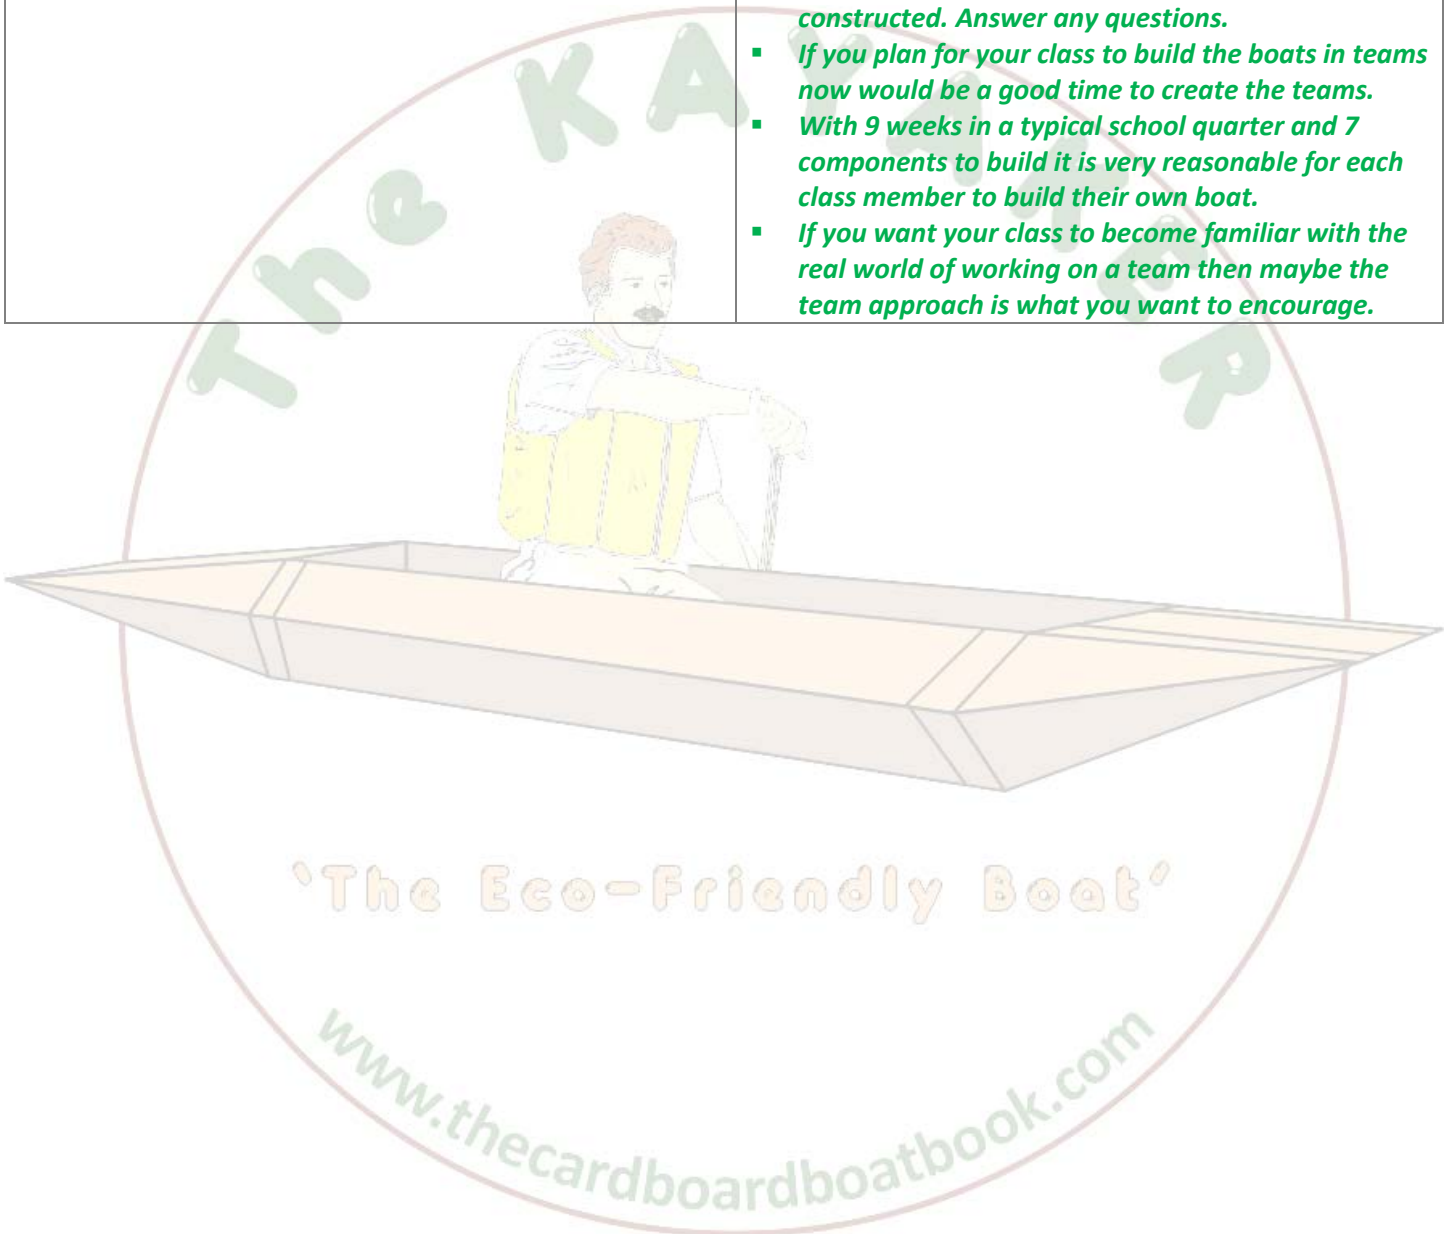 constructed. Answer any questions.
▪ If you plan for your class to build the boats in teams
now would be a good time to create the teams.
▪ With 9 weeks in a typical school quarter and 7
components to build it is very reasonable for each
class member to build their own boat.
▪ If you want your class to become familiar with the
real world of working on a team then maybe the
team approach is what you want to encourage.
The KAYAKER
'The Eco-Friendly Boat'
www.thecardboardboatbook.com